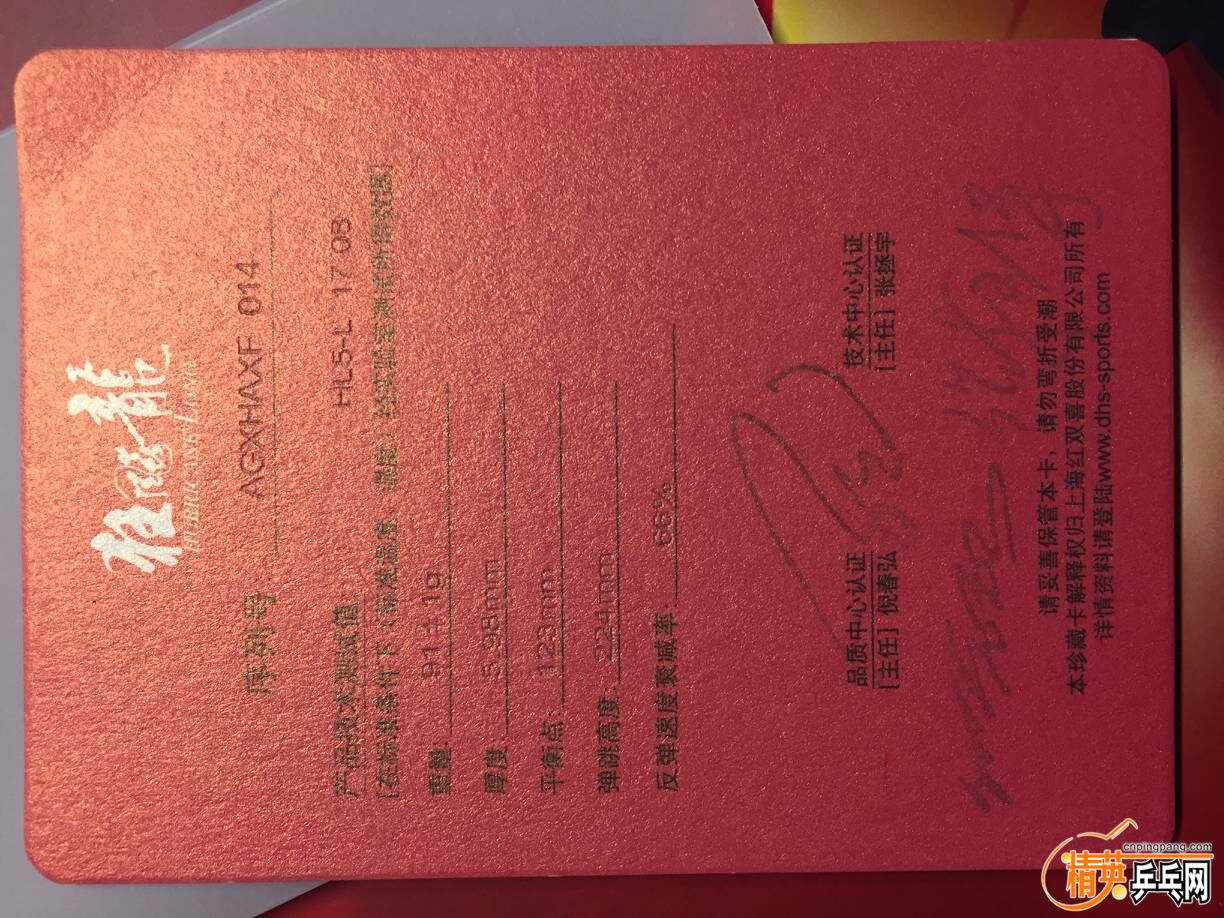 狂飚龍
HURRICANE LONG
序列号: AGXHAXF 014
产品技术测试值 HL5-L 17 08
[在标准条件下（标准温度、湿度）经实验室测试所得数据]
重量: 91±1g
厚度: 5.98mm
平衡点: 123mm
弹跳高度: 224mm
反弹速度衰减率: 66%
品质中心认证 技术中心认证
[主任] 倪春弘 [主任] 张拯宇
请妥善保管本卡，请勿弯折受潮
本珍藏卡解释权归上海红双喜股份有限公司所有
详情资料请登陆www.dhs-sports.com
cnpingpang.com
精英乒乓网